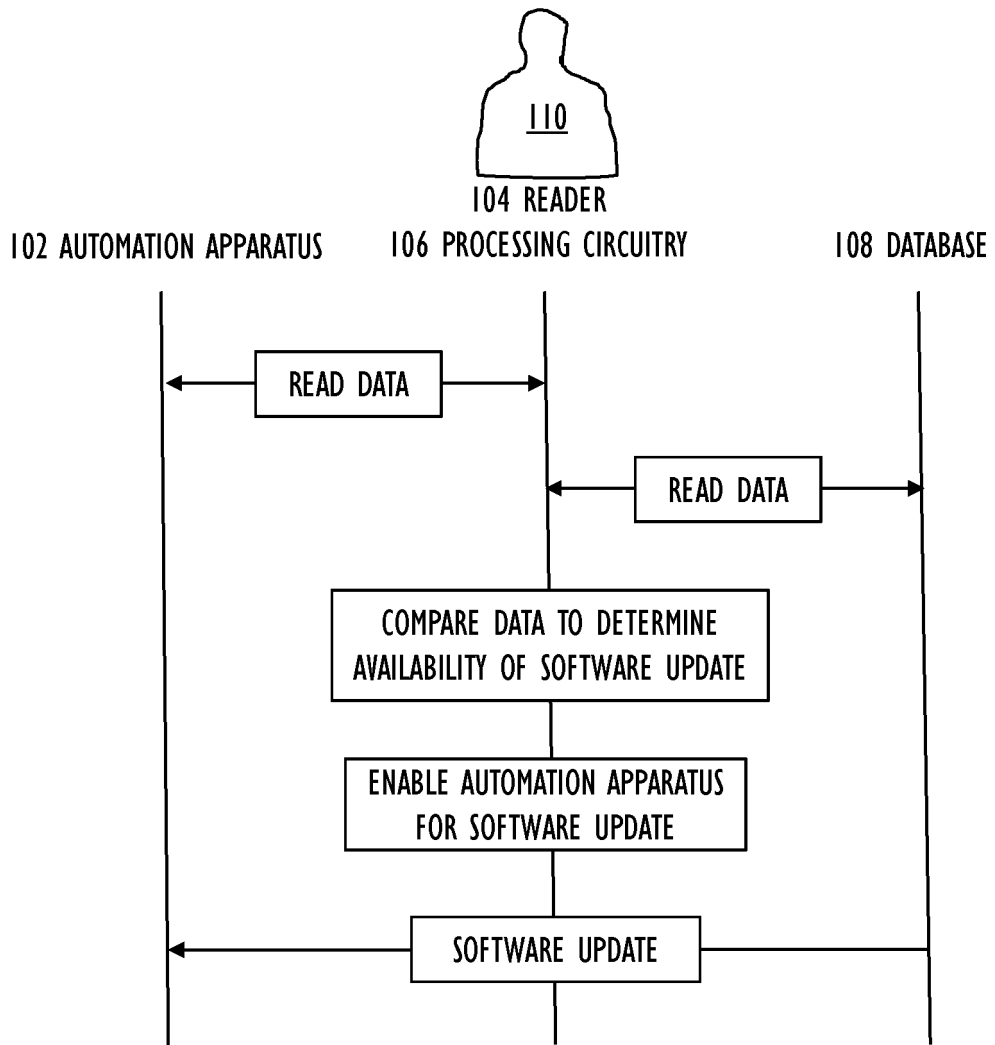 110
104 READER
102 AUTOMATION APPARATUS
106 PROCESSING CIRCUITRY
108 DATABASE
READ DATA
READ DATA
COMPARE DATA TO DETERMINE
AVAILABILITY OF SOFTWARE UPDATE
ENABLE AUTOMATION APPARATUS
FOR SOFTWARE UPDATE
SOFTWARE UPDATE